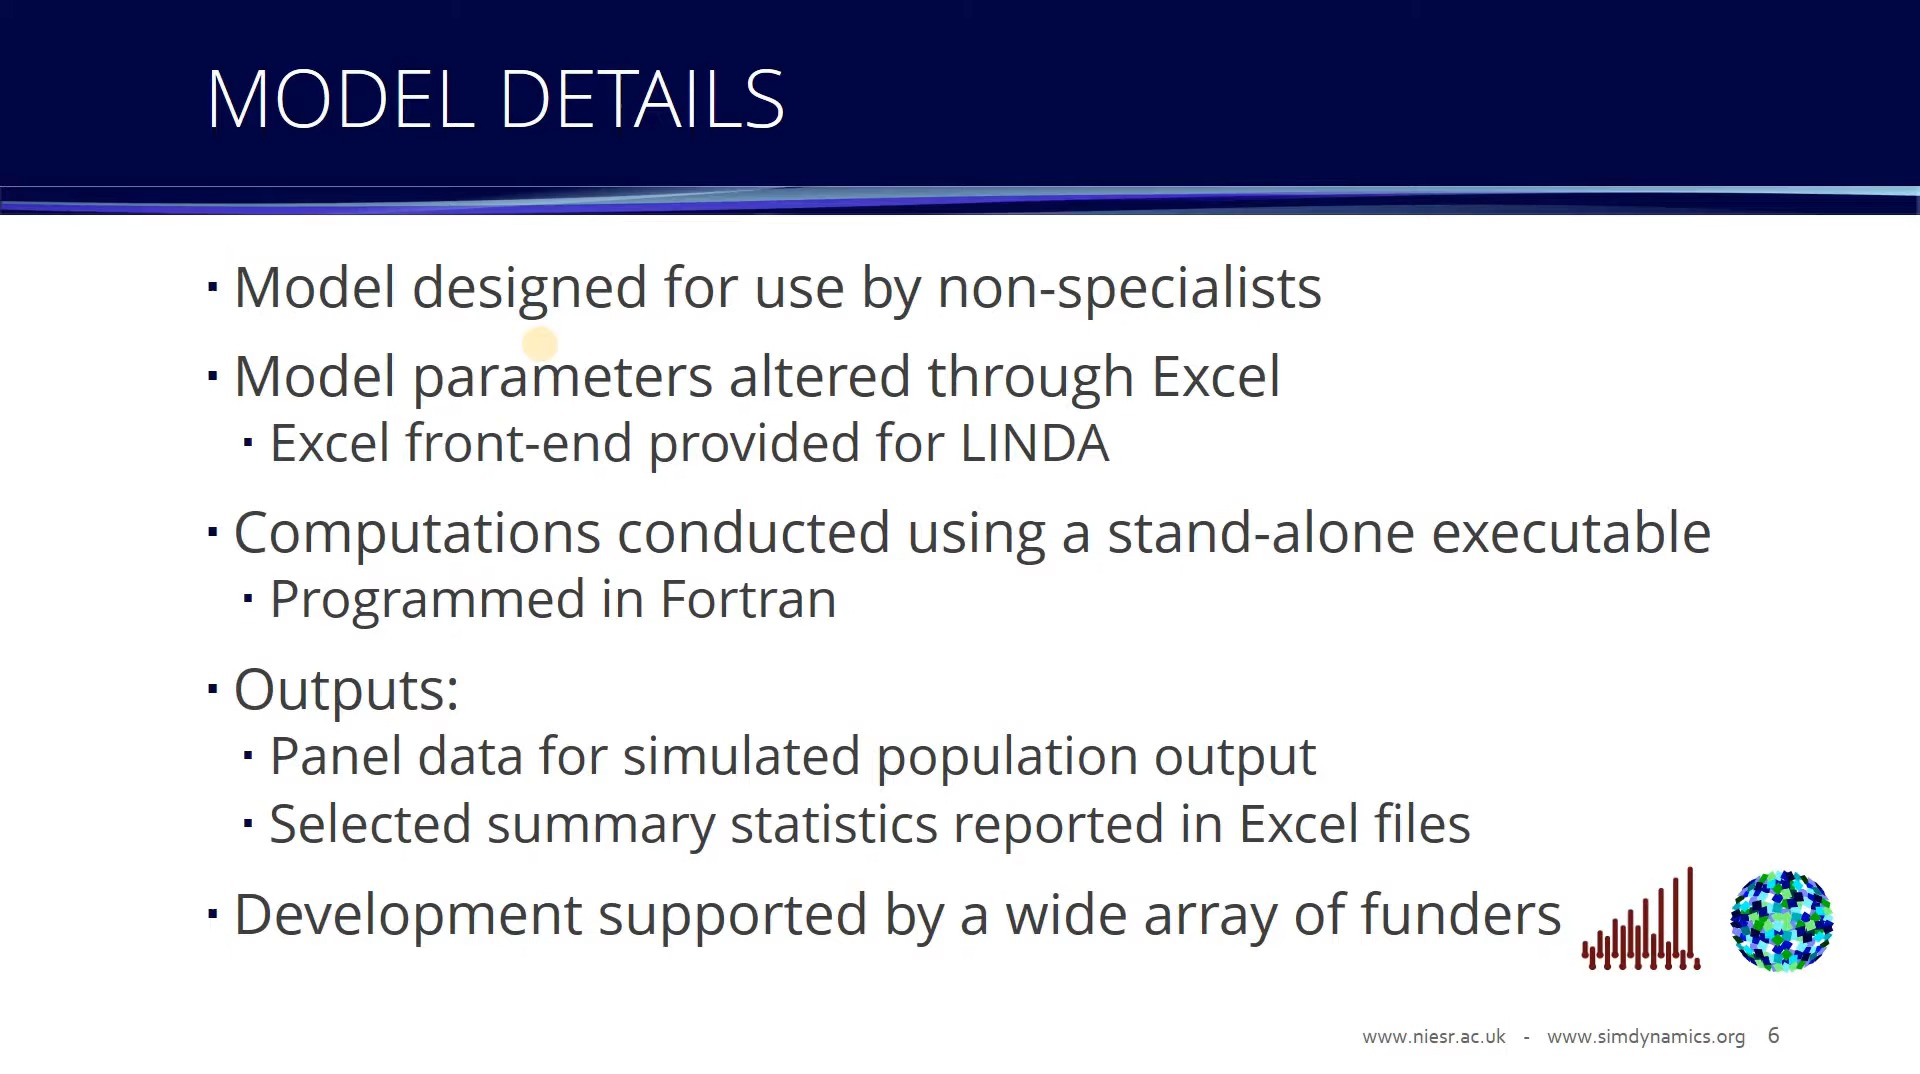 MODEL DETAILS
▪ Model designed for use by non-specialists
▪ Model parameters altered through Excel
▪ Excel front-end provided for LINDA
▪ Computations conducted using a stand-alone executable
▪ Programmed in Fortran
▪ Outputs:
▪ Panel data for simulated population output
▪ Selected summary statistics reported in Excel files
▪ Development supported by a wide array of funders
www.niesr.ac.uk - www.simdynamics.org 6